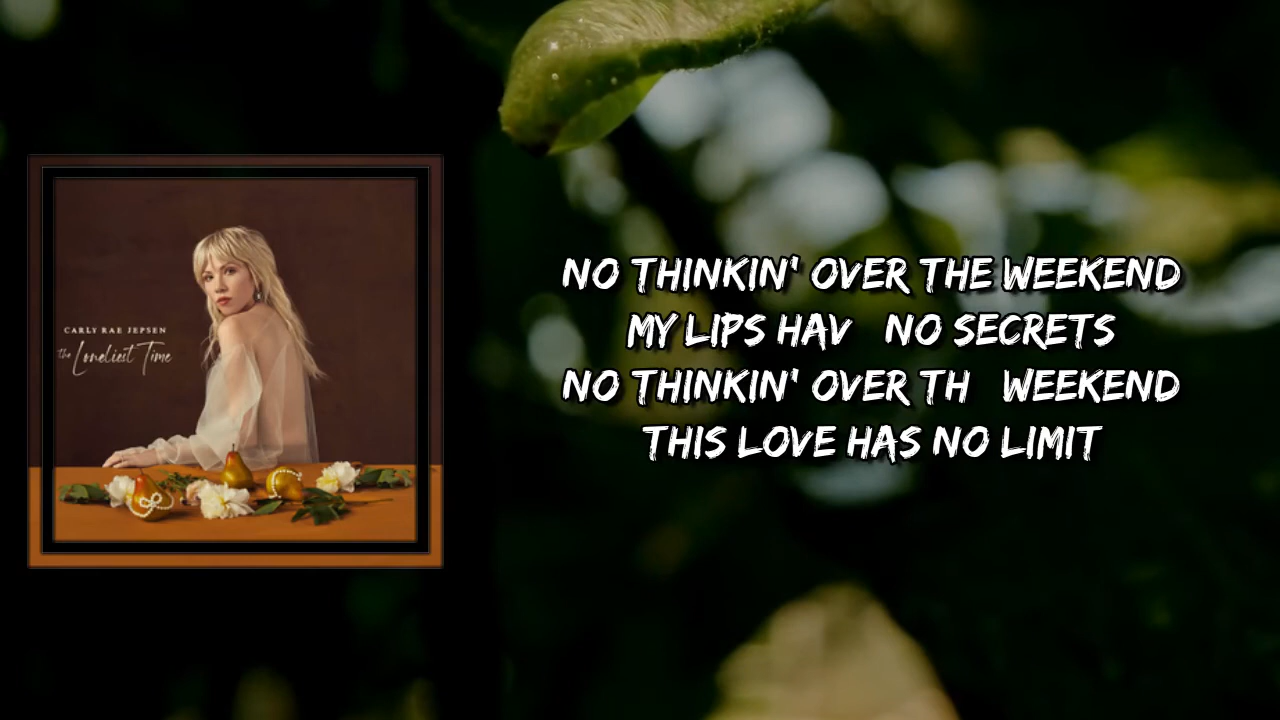 CARLY RAE JEPSEN
the Loneliest Time
NO THINKIN' OVER THE WEEKEND
MY LIPS HAV NO SECRETS
NO THINKIN' OVER TH WEEKEND
THIS LOVE HAS NO LIMIT